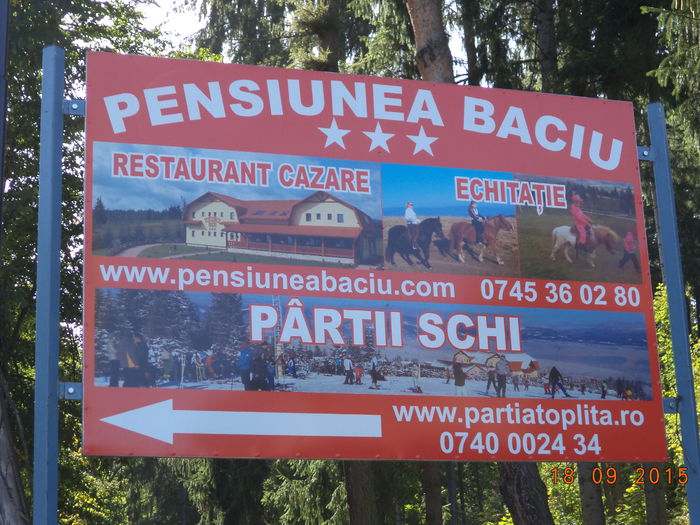 PENSIUNEA BACIU
RESTAURANT CAZARE
ECHITAȚIE
www.pensiuneabaciu.com 0745 36 02 80
PÂRTII SCHI
www.partiatoplita.ro
0740 0024 34
18 09 2015